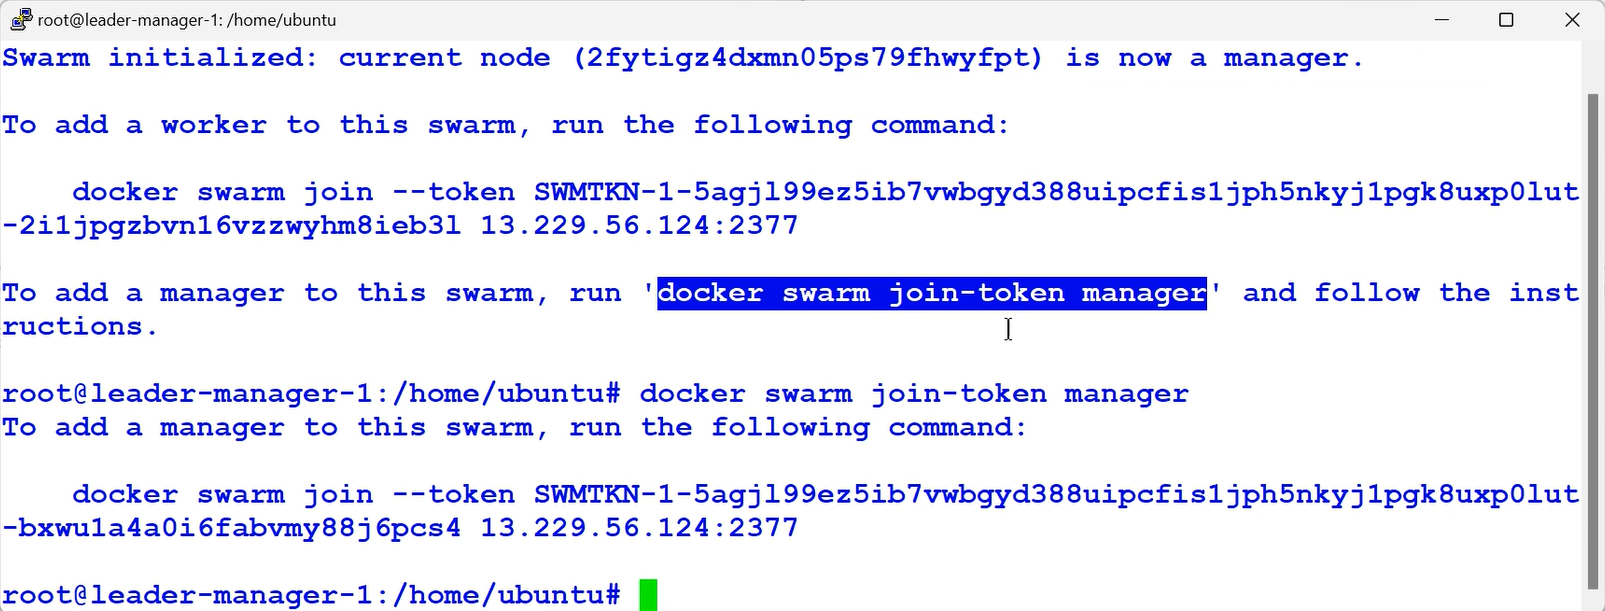 root@leader-manager-1: /home/ubuntu
Swarm initialized: current node (2fytigz4dxmn05ps79fhwyfpt) is now a manager.
To add a worker to this swarm, run the following command:
docker swarm join --token SWMTKN-1-5agjl99ez5ib7vwbgyd388uipcfis1jph5nkyj1pgk8uxp0lut
-2i1jpgzbvn16vzzwyhm8ieb3l 13.229.56.124:2377
To add a manager to this swarm, run 'docker swarm join-token manager' and follow the inst
ructions.
root@leader-manager-1:/home/ubuntu# docker swarm join-token manager
To add a manager to this swarm, run the following command:
docker swarm join --token SWMTKN-1-5agjl99ez5ib7vwbgyd388uipcfis1jph5nkyj1pgk8uxp0lut
-bxwu1a4a0i6fabvmy88j6pcs4 13.229.56.124:2377
root@leader-manager-1:/home/ubuntu#